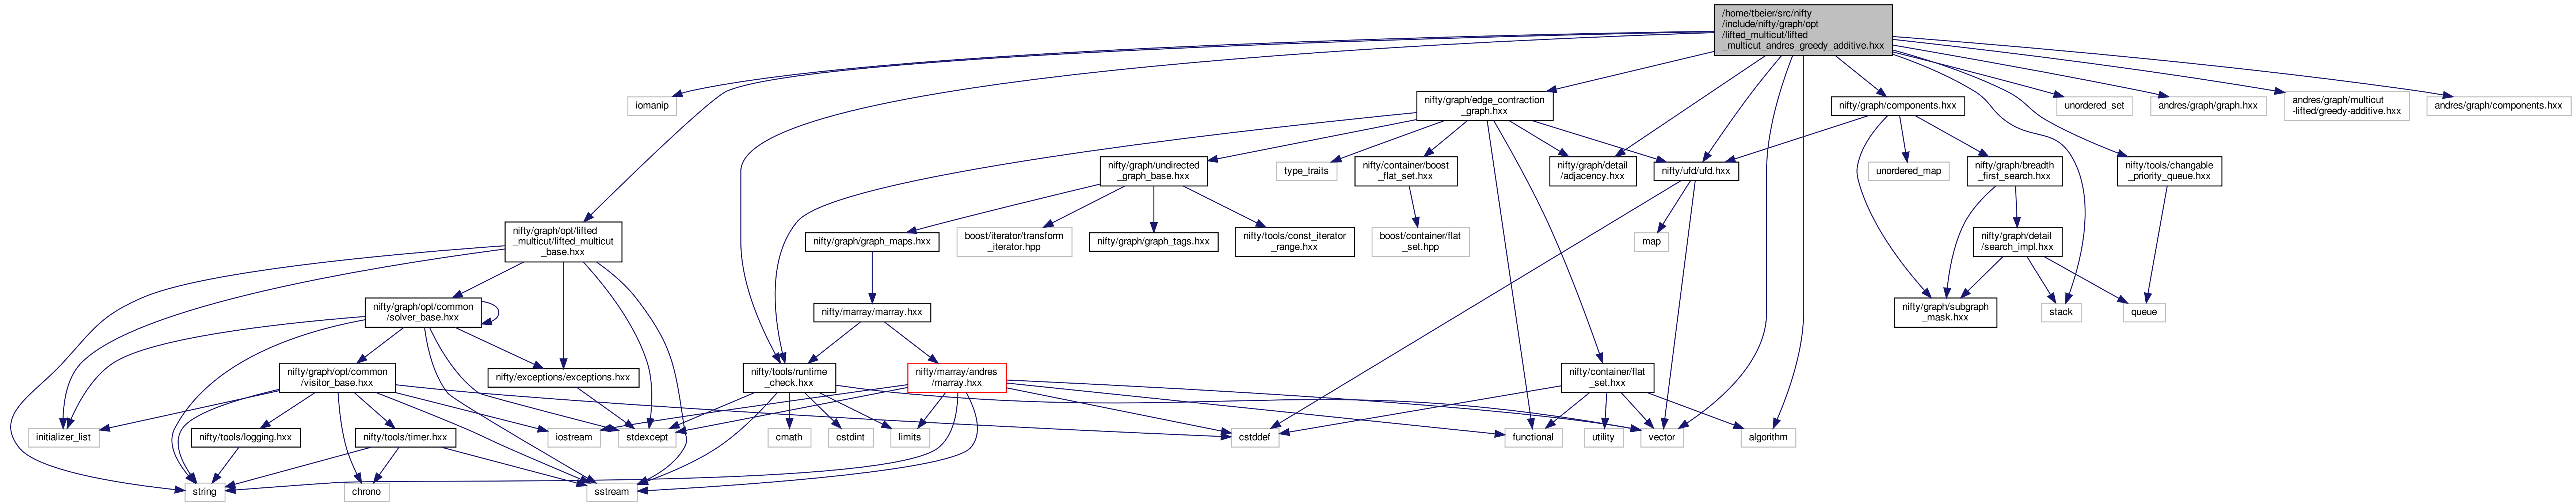 /home/tbeier/src/nifty
/include/nifty/graph/opt
/lifted_multicut/lifted
_multicut_andres_greedy_additive.hxx
iomanip
nifty/graph/edge_contraction
_graph.hxx
nifty/graph/components.hxx
unordered_set
andres/graph/graph.hxx
andres/graph/multicut
-lifted/greedy-additive.hxx
andres/graph/components.hxx
nifty/graph/undirected
_graph_base.hxx
type_traits
nifty/container/boost
_flat_set.hxx
nifty/graph/detail
/adjacency.hxx
nifty/ufd/ufd.hxx
unordered_map
nifty/graph/breadth
_first_search.hxx
nifty/tools/changable
_priority_queue.hxx
nifty/graph/opt/lifted
_multicut/lifted_multicut
_base.hxx
nifty/graph/graph_maps.hxx
boost/iterator/transform
_iterator.hpp
nifty/graph/graph_tags.hxx
nifty/tools/const_iterator
_range.hxx
boost/container/flat
_set.hpp
map
nifty/graph/detail
/search_impl.hxx
nifty/graph/opt/common
/solver_base.hxx
nifty/marray/marray.hxx
nifty/graph/subgraph
_mask.hxx
stack
queue
nifty/graph/opt/common
/visitor_base.hxx
nifty/exceptions/exceptions.hxx
nifty/tools/runtime
_check.hxx
nifty/marray/andres
/marray.hxx
nifty/container/flat
_set.hxx
initializer_list
nifty/tools/logging.hxx
nifty/tools/timer.hxx
iostream
stdexcept
cmath
cstdint
limits
cstddef
functional
utility
vector
algorithm
string
chrono
sstream